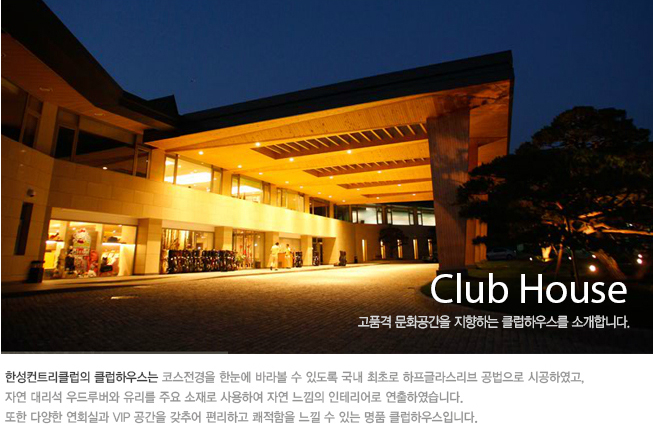 Club House
고품격 문화공간을 지향하는 클럽하우스를 소개합니다.
한성컨트리클럽의 클럽하우스는 코스전경을 한눈에 바라볼 수 있도록 국내 최초로 하프글라스리브 공법으로 시공하였고,
자연 대리석 우드루버와 유리를 주요 소재로 사용하여 자연 느낌의 인테리어로 연출하였습니다.
또한 다양한 연회실과 VIP 공간을 갖추어 편리하고 쾌적함을 느낄 수 있는 명품 클럽하우스입니다.